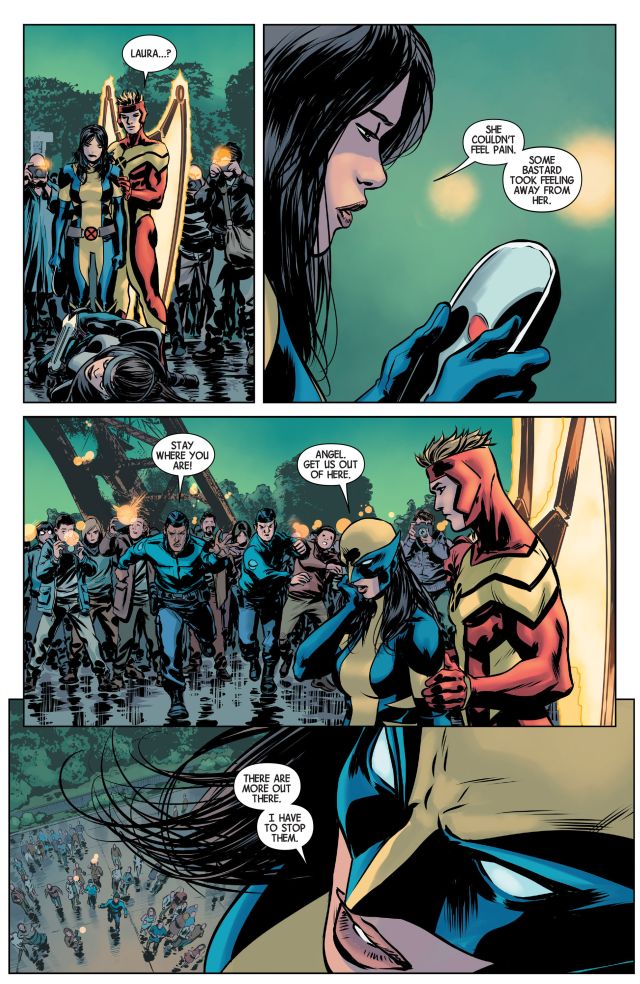 LAURA...?
SHE
COULDN'T
FEEL PAIN.
SOME
BASTARD
TOOK FEELING
AWAY FROM
HER.
STAY
WHERE YOU
ARE!
ANGEL.
GET US OUT
OF HERE.
THERE ARE
MORE OUT
THERE.
I HAVE
TO STOP
THEM.